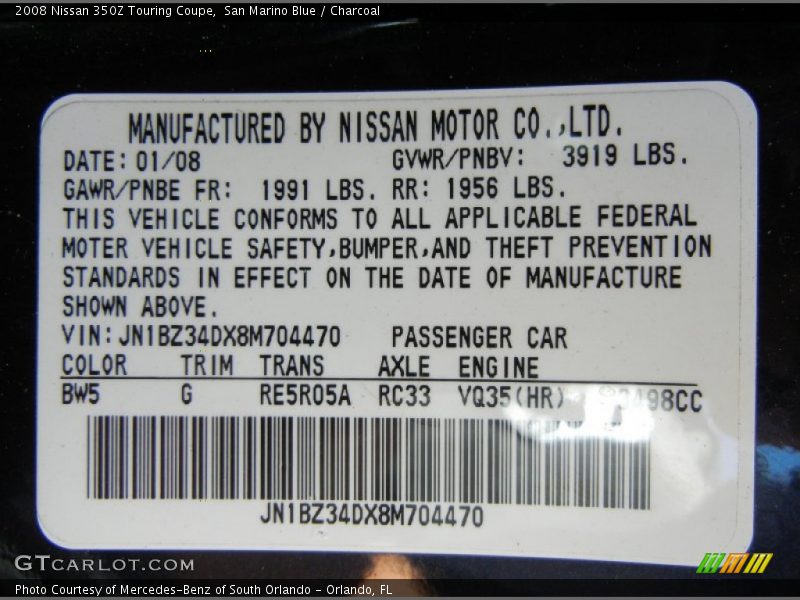 2008 Nissan 350Z Touring Coupe, San Marino Blue / Charcoal
MANUFACTURED BY NISSAN MOTOR CO.,LTD.
DATE: 01/08 GVWR/PNBV: 3919 LBS.
GAWR/PNBE FR: 1991 LBS. RR: 1956 LBS.
THIS VEHICLE CONFORMS TO ALL APPLICABLE FEDERAL
MOTER VEHICLE SAFETY,BUMPER,AND THEFT PREVENTION
STANDARDS IN EFFECT ON THE DATE OF MANUFACTURE
SHOWN ABOVE.
VIN: JN1BZ34DX8M704470 PASSENGER CAR
COLOR TRIM TRANS AXLE ENGINE
BW5 G RE5R05A RC33 VQ35(HR)
JN1BZ34DX8M704470
GTCARLOT.COM
Photo Courtesy of Mercedes-Benz of South Orlando - Orlando, FL